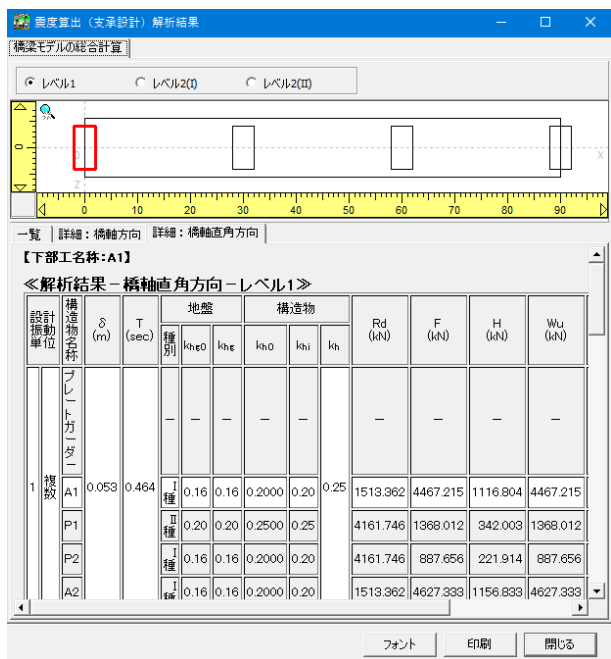 震度算出（支承設計）解析結果
橋梁モデルの総合計算
レベル1 レベル2(Ⅰ) レベル2(Ⅱ)
X
Z
0 10 20 30 40 50 60 70 80 90
一覧 詳細：橋軸方向 詳細：橋軸直角方向
【下部工名称:A1】
≪解析結果－橋軸直角方向－レベル1≫
設計振動単位 構造物名称 δ(m) T(sec) 地盤 構造物 Rd(kN) F(kN) H(kN) Wu(kN)
種別 khg0 khg kh0 khi kh
プレートガーダー － － － － － － － － －
1 複数 A1 0.053 0.464 Ⅰ種 0.16 0.16 0.2000 0.20 0.25 1513.362 4467.215 1116.804 4467.215
P1 Ⅱ種 0.20 0.20 0.2500 0.25 4161.746 1368.012 342.003 1368.012
P2 Ⅰ種 0.16 0.16 0.2000 0.20 4161.746 887.656 221.914 887.656
A2 Ⅰ種 0.16 0.16 0.2000 0.20 1513.362 4627.333 1156.833 4627.333
フォント 印刷 閉じる